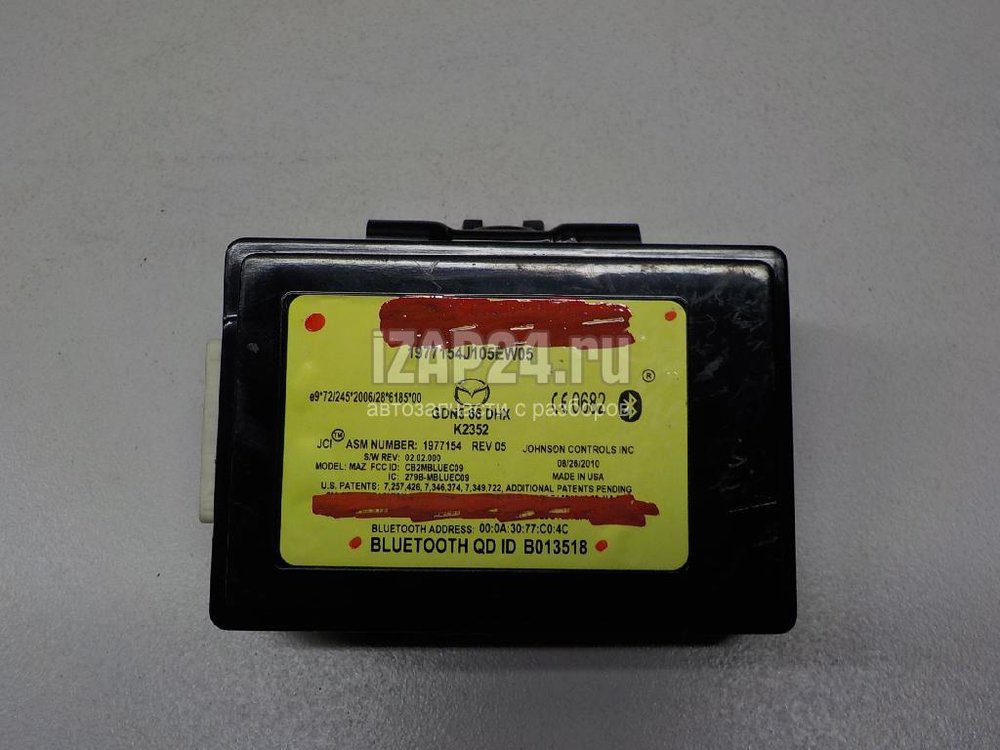 1977154J105EW05
iZAP24.ru
автозапчасти с разборов
®
e9*72/245*2006/28*6185*00
GDN3 66 DHX
CE0682
K2352
JCI™ ASM NUMBER: 1977154 REV 05
JOHNSON CONTROLS INC
S/W REV: 02.02.000
08/26/2010
MODEL: MAZ FCC ID: CB2MBLUEC09
MADE IN USA
IC: 279B-MBLUEC09
U.S. PATENTS: 7,257,426, 7,346,374, 7,349,722, ADDITIONAL PATENTS PENDING
BLUETOOTH ADDRESS: 00:0A:30:77:C0:4C
BLUETOOTH QD ID B013518